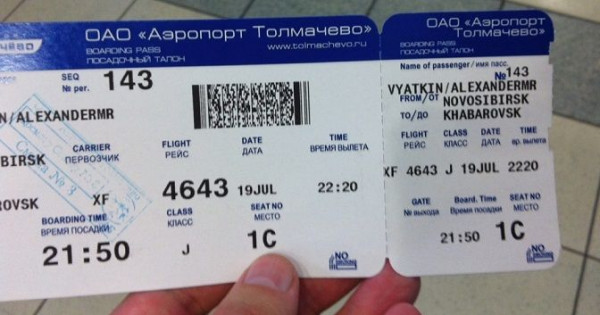 ЧЕВО
ОАО «Аэропорт Толмачево»
BOARDING PASS
ПОСАДОЧНЫЙ ТАЛОН
www.tolmachevo.ru
SEQ
№ рег.
143
N/ALEXANDERMR
BIRSK
CARRIER
ПЕРЕВОЗЧИК
FLIGHT
РЕЙС
DATE
ДАТА
TIME
ВРЕМЯ ВЫЛЕТА
OVSK
XF
4643
19JUL
22:20
BOARDING TIME
ВРЕМЯ ПОСАДКИ
CLASS
КЛАСС
SEAT NO
МЕСТО
21:50
J
1C
NO
ОАО «Аэропорт
Толмачево»
BOARDING PASS
ПОСАДОЧНЫЙ ТАЛОН
Name of passenger/имя пасс.
№143
VYATKIN/ALEXANDERMR
FROM/ОТ NOVOSIBIRSK
TO/ДО KHABAROVSK
FLIGHT CLASS DATE TIME
РЕЙС КЛАСС ДАТА вр. вылета
XF 4643 J 19JUL 2220
GATE Board. Time SEAT NO
№ выхода Время посадки МЕСТО
21:50 1C
NO